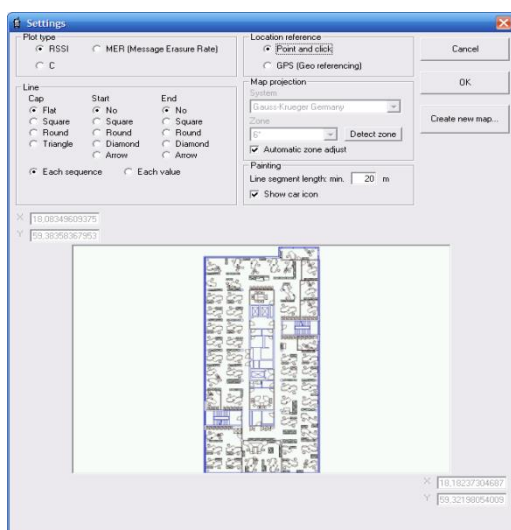 Settings
Plot type
RSSI
MER (Message Erasure Rate)
C
Line
Cap
Start
End
Flat
No
No
Square
Square
Square
Round
Round
Round
Triangle
Diamond
Diamond
Arrow
Arrow
Each sequence
Each value
Location reference
Point and click
GPS (Geo referencing)
Map projection
System
Gauss-Krueger Germany
Zone
6°
Detect zone
Automatic zone adjust
Painting
Line segment length: min. 20 m
Show car icon
Cancel
OK
Create new map...
X 18.08349609375
Y 59.38358367953
X 18.18237304687
Y 59.32198054009